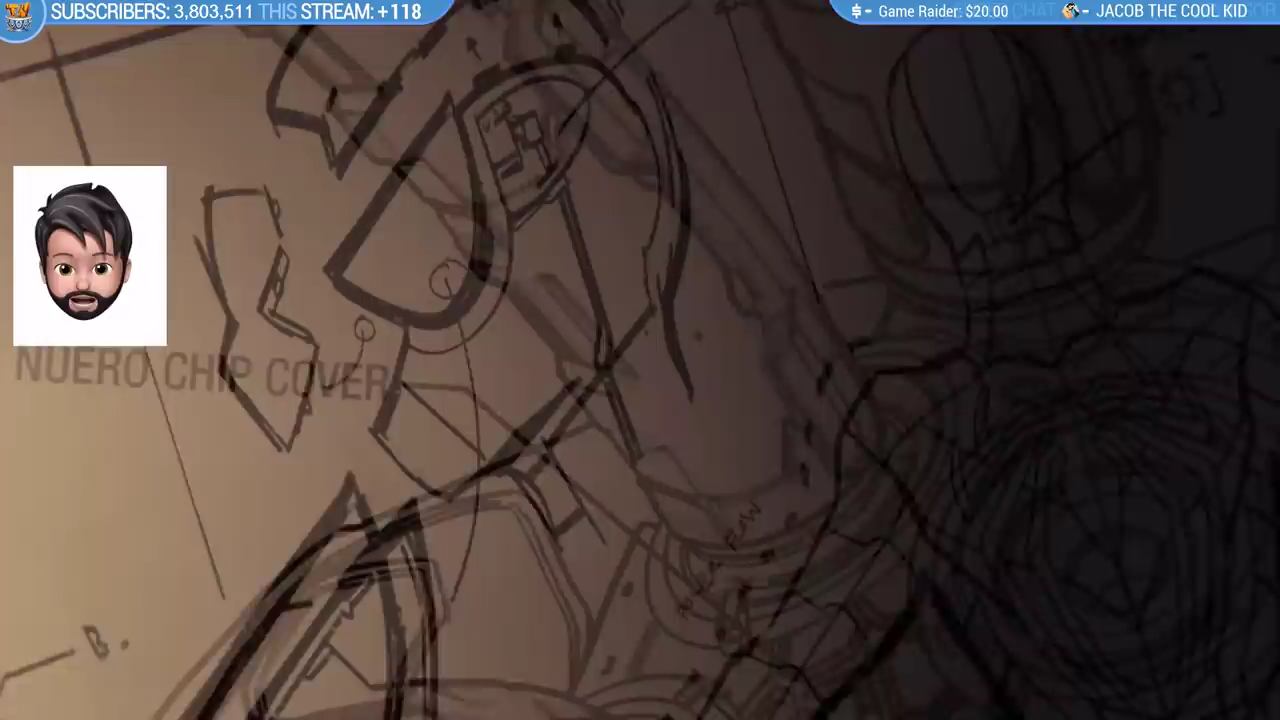 SUBSCRIBERS: 3,803,511 THIS STREAM: +118
$- Game Raider: $20.00
- JACOB THE COOL KID
NUERO CHIP COVER
B.